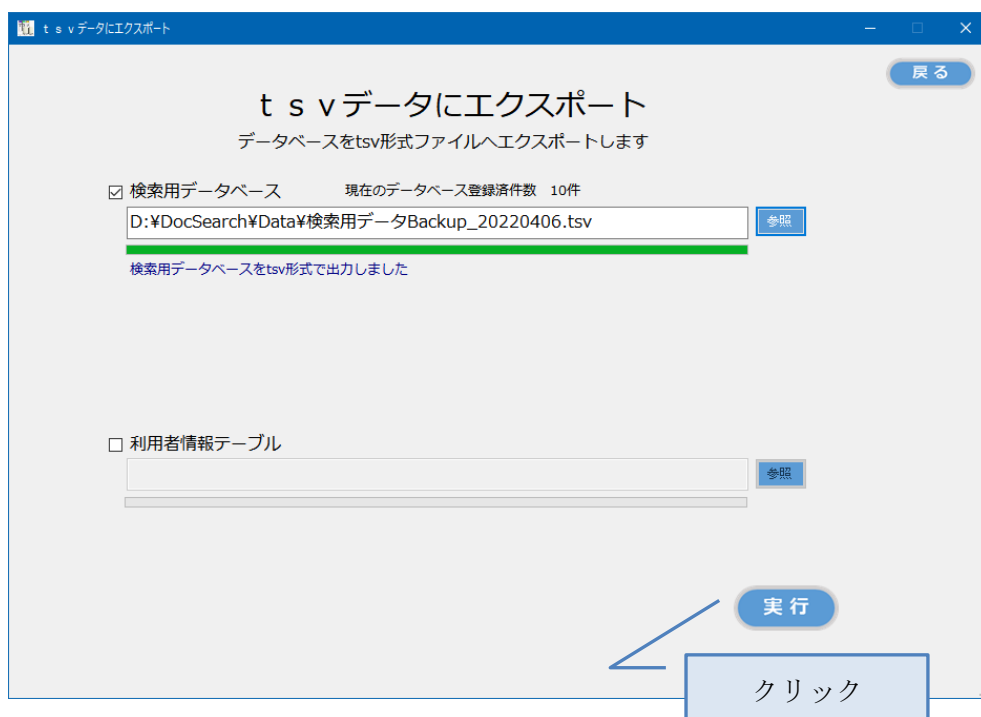 ｔｓｖデータにエクスポート
戻る
ｔｓｖデータにエクスポート
データベースをtsv形式ファイルへエクスポートします
検索用データベース 現在のデータベース登録済件数 10件
D:¥DocSearch¥Data¥検索用データBackup_20220406.tsv 参照
検索用データベースをtsv形式で出力しました
利用者情報テーブル
参照
実行
クリック